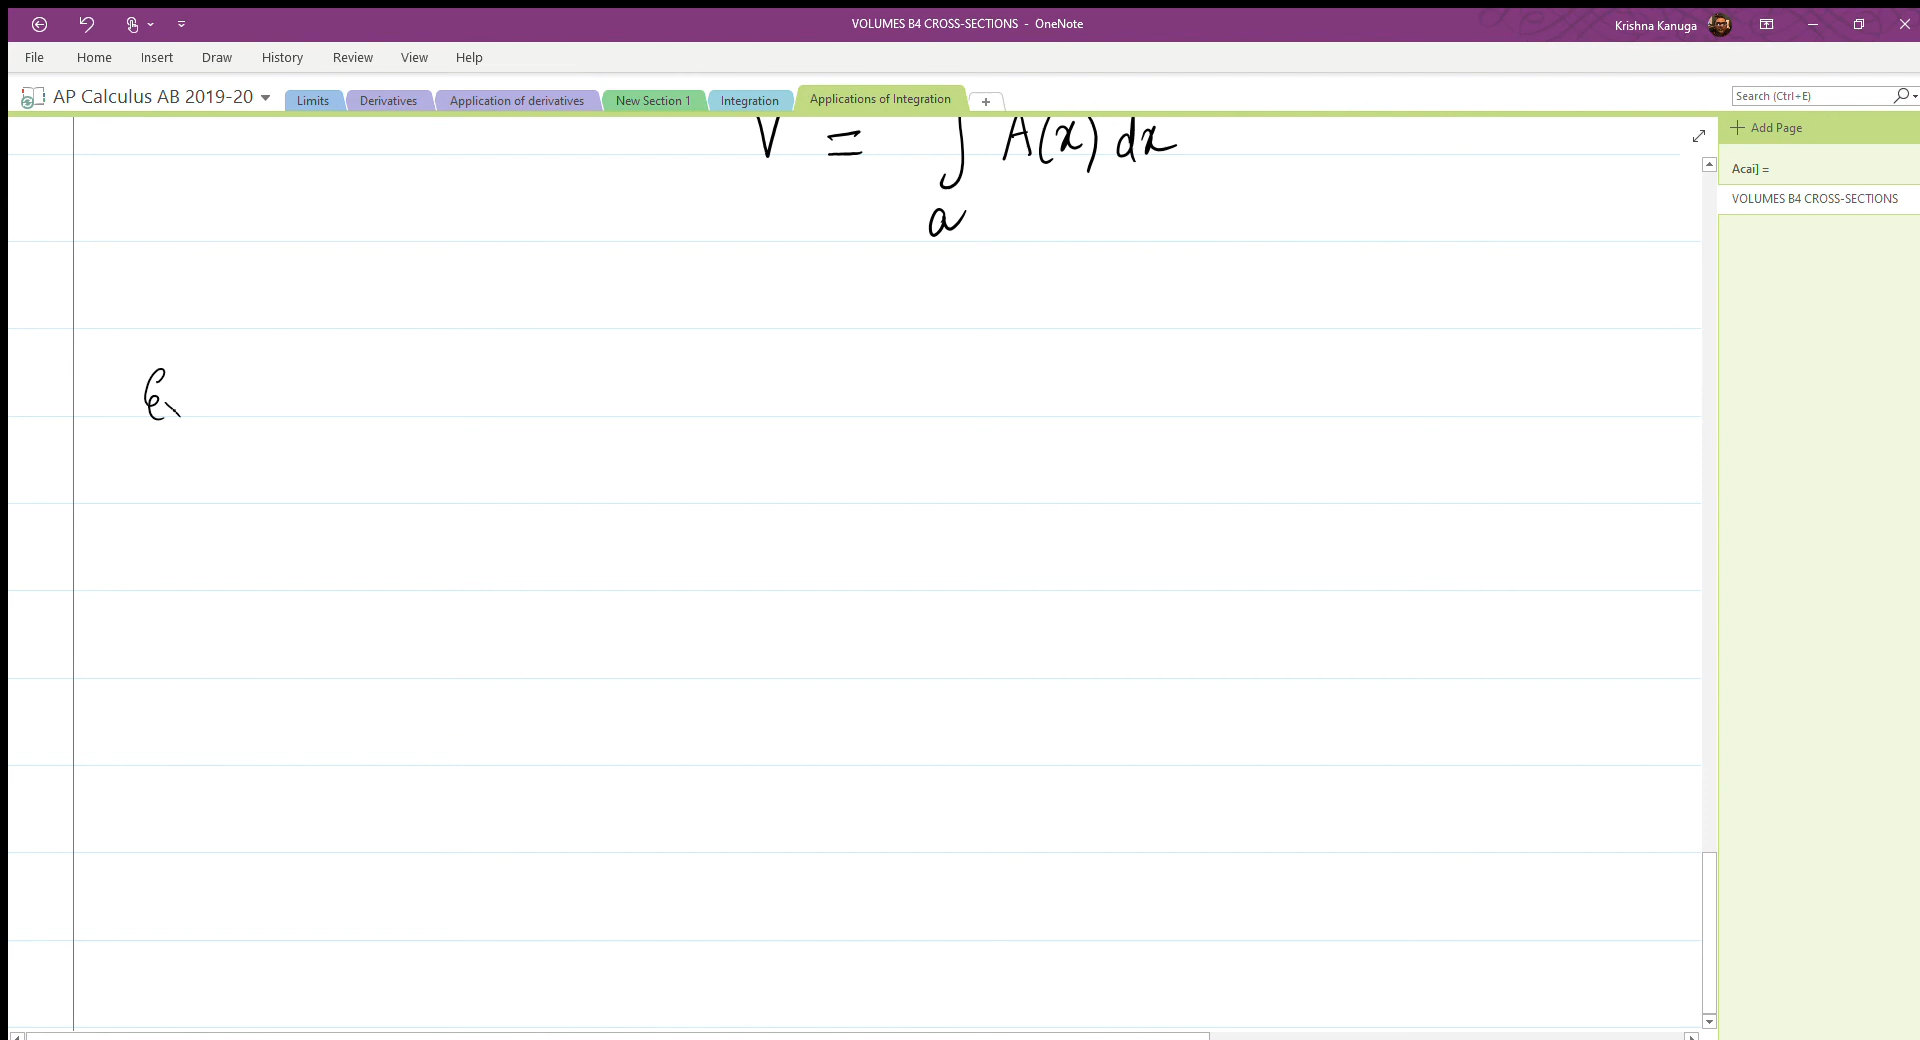 VOLUMES B4 CROSS-SECTIONS - OneNote
Krishna Kanuga
File Home Insert Draw History Review View Help
AP Calculus AB 2019-20
Limits Derivatives Application of derivatives New Section 1 Integration Applications of Integration +
Search (Ctrl+E)
Add Page
Acai] =
VOLUMES B4 CROSS-SECTIONS
V = ∫ A(x) dx
a